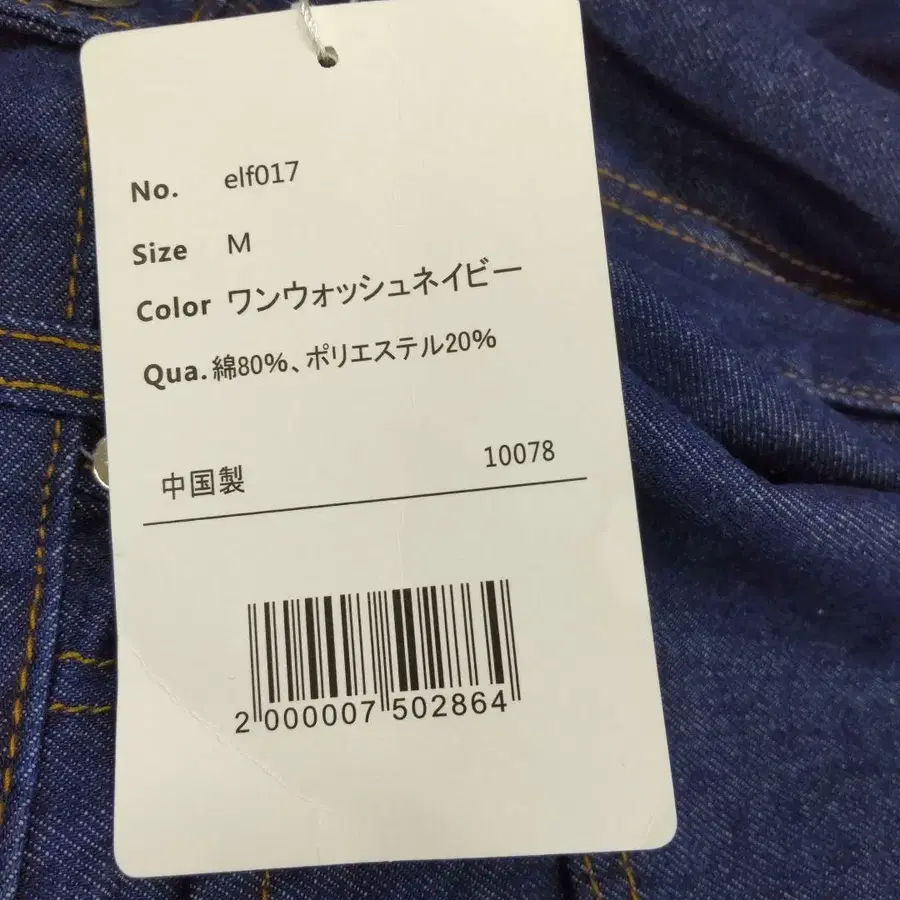 No. elf017
Size M
Color ワンウォッシュネイビー
Qua. 綿80%、ポリエステル20%
中国製 10078
2 000007 502864